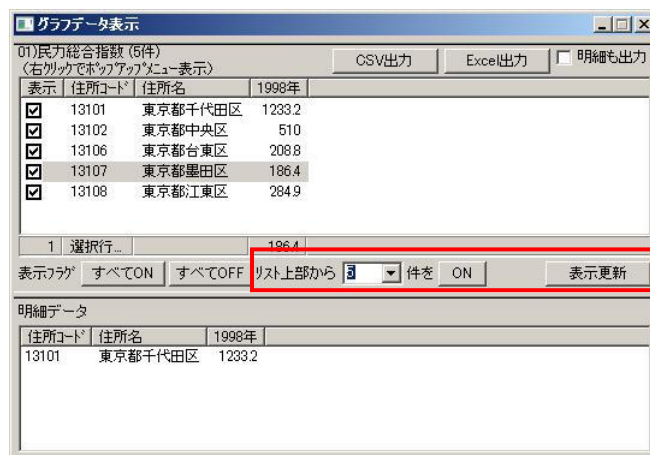 グラフデータ表示
01)民力総合指数 (5件)
(右クリックでポップアップメニュー表示)
CSV出力 Excel出力 明細も出力
表示 住所コード 住所名 1998年
13101 東京都千代田区 1233.2
13102 東京都中央区 510
13106 東京都台東区 208.8
13107 東京都墨田区 186.4
13108 東京都江東区 284.9
1 選択行... 186.4
表示フラグ すべてON すべてOFF リスト上部から 件を ON 表示更新
明細データ
住所コード 住所名 1998年
13101 東京都千代田区 1233.2